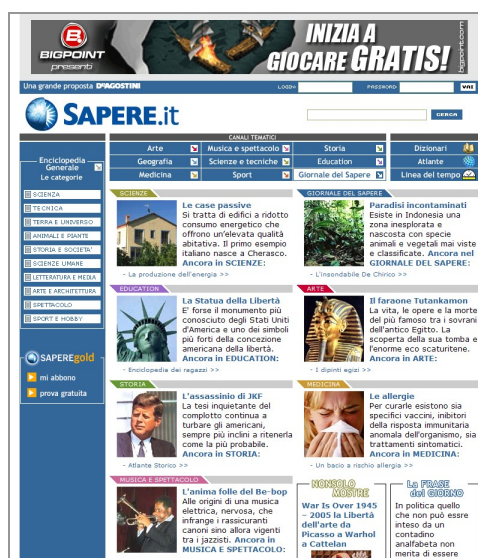 BIGPOINT
presenti
INIZIA A
GIOCARE GRATIS!
bigpoint.com
Una grande proposta DeAGOSTINI
LOGIN:
PASSWORD:
VAI
SAPERE.it
CERCA
CANALI TEMATICI
Arte
Musica e spettacolo
Storia
Dizionari
Geografia
Scienze e tecniche
Education
Atlante
Medicina
Sport
Giornale del Sapere
Linea del tempo
Enciclopedia
Generale
Le categorie
SCIENZA
TECNICA
TERRA E UNIVERSO
ANIMALI E PIANTE
STORIA E SOCIETA'
SCIENZE UMANE
LETTERATURA E MEDIA
ARTE E ARCHITETTURA
SPETTACOLO
SPORT E HOBBY
SAPEREgold
mi abbono
prova gratuita
SCIENZE
Le case passive
Si tratta di edifici a ridotto
consumo energetico che
offrono un'elevata qualità
abitativa. Il primo esempio
italiano nasce a Cherasco.
Ancora in SCIENZE:
- La produzione dell'energia >>
GIORNALE DEL SAPERE
Paradisi incontaminati
Esiste in Indonesia una
zona inesplorata e
nascosta con specie
animali e vegetali mai viste
e classificate. Ancora nel
GIORNALE DEL SAPERE:
- L'insondabile De Chirico >>
EDUCATION
La Statua della Libertà
E' forse il monumento più
conosciuto degli Stati Uniti
d'America e uno dei simboli
più forti della concezione
americana della libertà.
Ancora in EDUCATION:
- Enciclopedia dei ragazzi >>
ARTE
Il faraone Tutankamon
La vita, le opere e la morte
del più famoso tra i sovrani
dell'antico Egitto. La
scoperta della sua tomba e
l'enorme eco scaturitene.
Ancora in ARTE:
- I dipinti egizi >>
STORIA
L'assassinio di JKF
La tesi inquietante del
complotto continua a
turbare gli americani,
sempre più inclini a ritenerla
come la più probabile.
Ancora in STORIA:
- Atlante Storico >>
MEDICINA
Le allergie
Per curarle esistono sia
specifici vaccini, inibitori
della risposta immunitaria
anomala dell'organismo, sia
trattamenti sintomatici.
Ancora in MEDICINA:
- Un bacio a rischio allergia >>
MUSICA E SPETTACOLO
L'anima folle del Be-bop
Alle origini di una musica
elettrica, nervosa, che
infrange i rassicuranti
canoni sino allora vigenti
tra i jazzisti. Ancora in
MUSICA E SPETTACOLO:
NONSOLO
MOSTRE
War Is Over 1945
– 2005 la Libertà
dell'arte da
Picasso a Warhol
a Cattelan
La FRASE
del GIORNO
In politica quello
che non può essere
inteso da un
contadino
analfabeta non
merita di essere